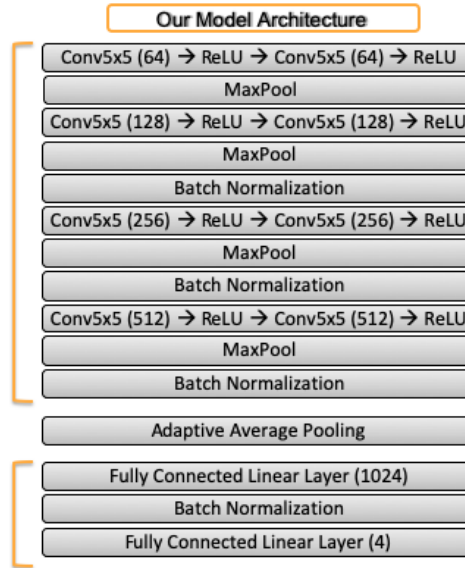 Our Model Architecture
Conv5x5 (64) → ReLU → Conv5x5 (64) → ReLU
MaxPool
Conv5x5 (128) → ReLU → Conv5x5 (128) → ReLU
MaxPool
Batch Normalization
Conv5x5 (256) → ReLU → Conv5x5 (256) → ReLU
MaxPool
Batch Normalization
Conv5x5 (512) → ReLU → Conv5x5 (512) → ReLU
MaxPool
Batch Normalization
Adaptive Average Pooling
Fully Connected Linear Layer (1024)
Batch Normalization
Fully Connected Linear Layer (4)